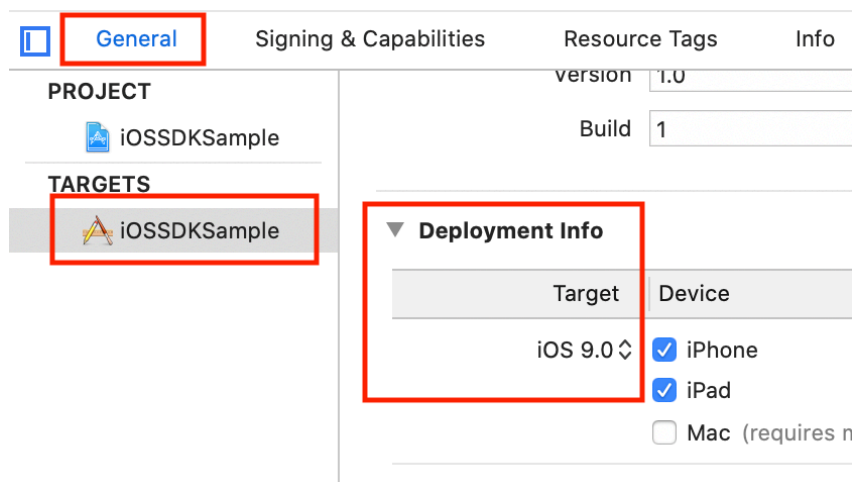 General Signing & Capabilities Resource Tags Info
PROJECT
iOSSDKSample
TARGETS
iOSSDKSample
Version 1.0
Build 1
Deployment Info
Target Device
iOS 9.0 iPhone
iPad
Mac (requires